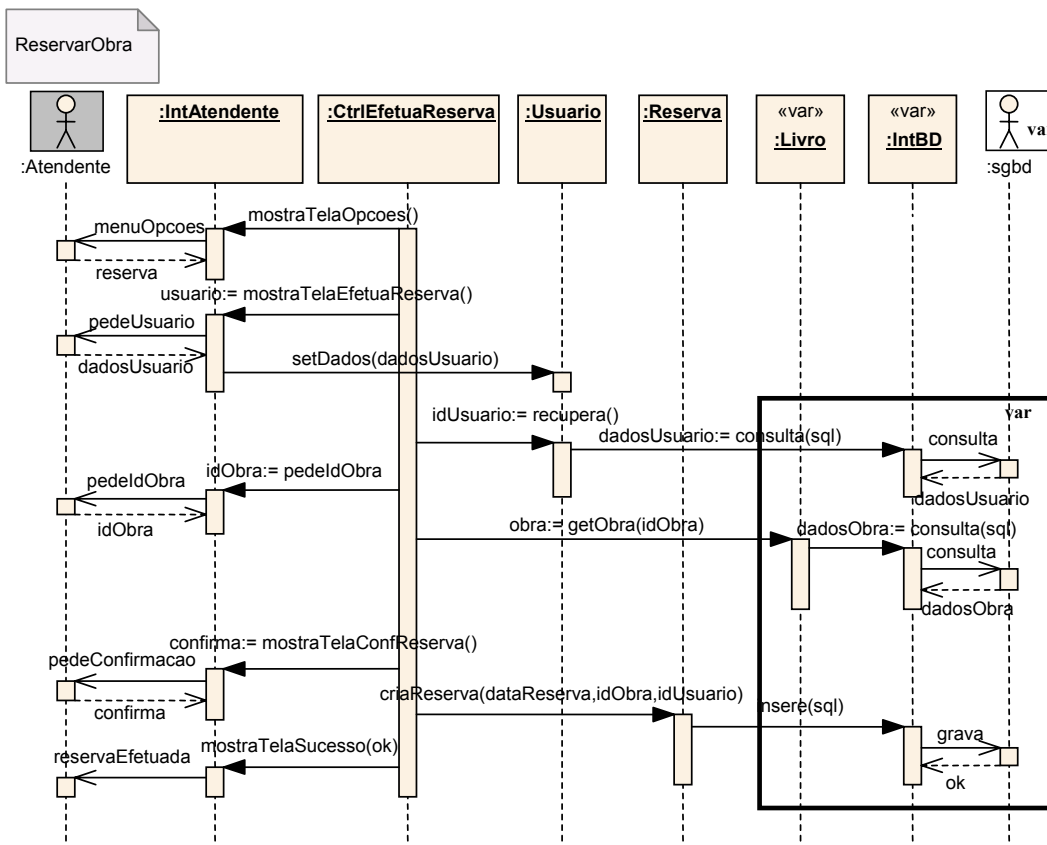 ReservarObra
:Atendente
:IntAtendente
:CtrlEfetuaReserva
:Usuario
:Reserva
«var»
:Livro
«var»
:IntBD
va
:sgbd
mostraTelaOpcoes()
menuOpcoes
reserva
usuario:= mostraTelaEfetuaReserva()
pedeUsuario
dadosUsuario
setDados(dadosUsuario)
var
idUsuario:= recupera()
dadosUsuario:= consulta(sql)
consulta
dadosUsuario
idObra:= pedeIdObra
pedeIdObra
idObra
obra:= getObra(idObra)
dadosObra:= consulta(sql)
consulta
dadosObra
confirma:= mostraTelaConfReserva()
pedeConfirmacao
confirma
criaReserva(dataReserva,idObra,idUsuario)
nsere(sql)
grava
ok
mostraTelaSucesso(ok)
reservaEfetuada